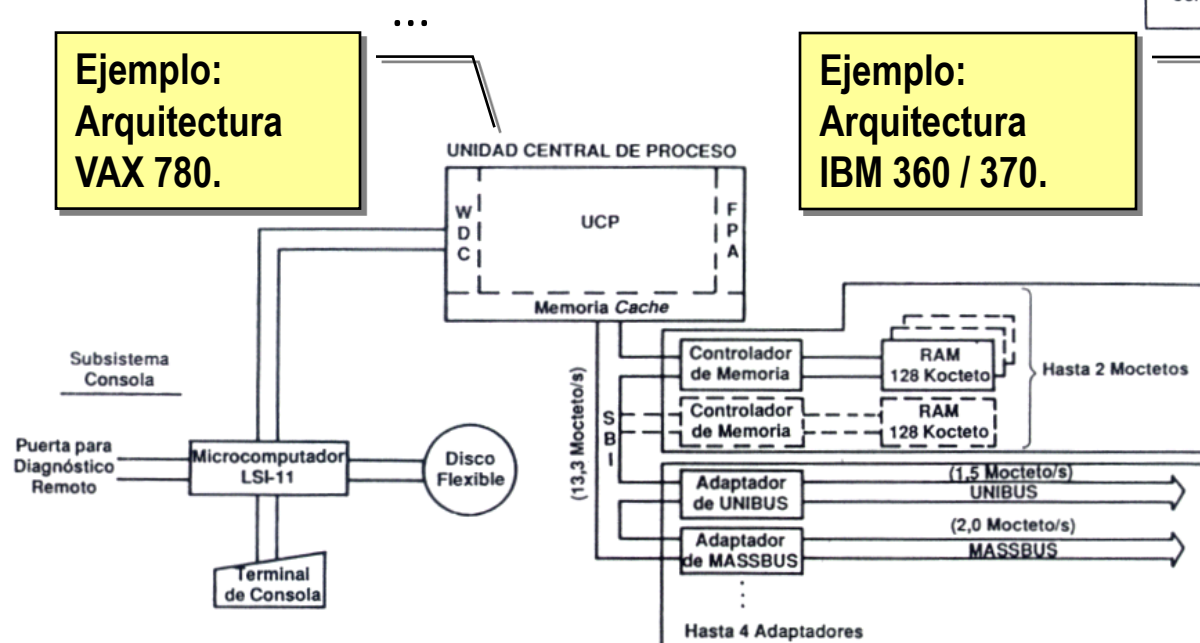 ...
Ejemplo:
Arquitectura
VAX 780.
Ejemplo:
Arquitectura
IBM 360 / 370.
UNIDAD CENTRAL DE PROCESO
WDC
UCP
FPA
Memoria Cache
Subsistema
Consola
Controlador
de Memoria
RAM
128 Kocteto
Hasta 2 Moctetos
(13,3 Mocteto/s)
SBI
Controlador
de Memoria
RAM
128 Kocteto
Puerta para
Diagnóstico
Remoto
Microcomputador
LSI-11
Disco
Flexible
Adaptador
de UNIBUS
(1,5 Mocteto/s)
UNIBUS
Adaptador
de MASSBUS
(2,0 Mocteto/s)
MASSBUS
Terminal
de Consola
Hasta 4 Adaptadores